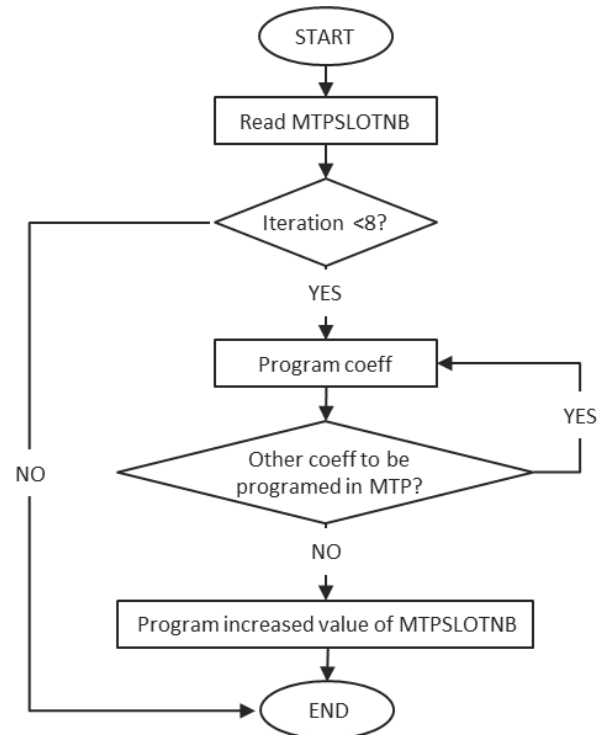 START
Read MTPSLOTNB
Iteration <8?
YES
Program coeff
YES
Other coeff to be
programed in MTP?
NO
NO
Program increased value of MTPSLOTNB
END